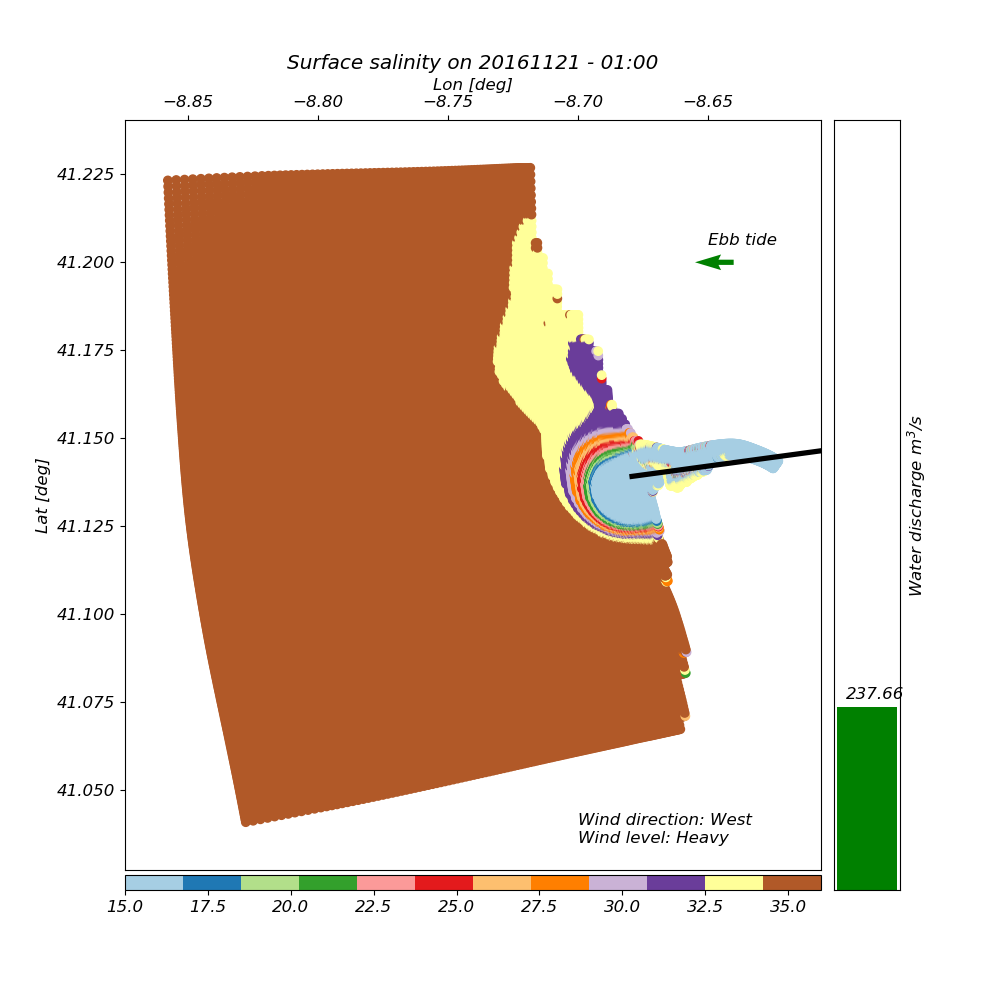 Surface salinity on 20161121 - 01:00
Lon [deg]
−8.85 −8.80 −8.75 −8.70 −8.65
41.225
41.200
41.175
41.150
41.125
41.100
41.075
41.050
Lat [deg]
Ebb tide
Water discharge m³/s
237.66
Wind direction: West
Wind level: Heavy
15.0 17.5 20.0 22.5 25.0 27.5 30.0 32.5 35.0